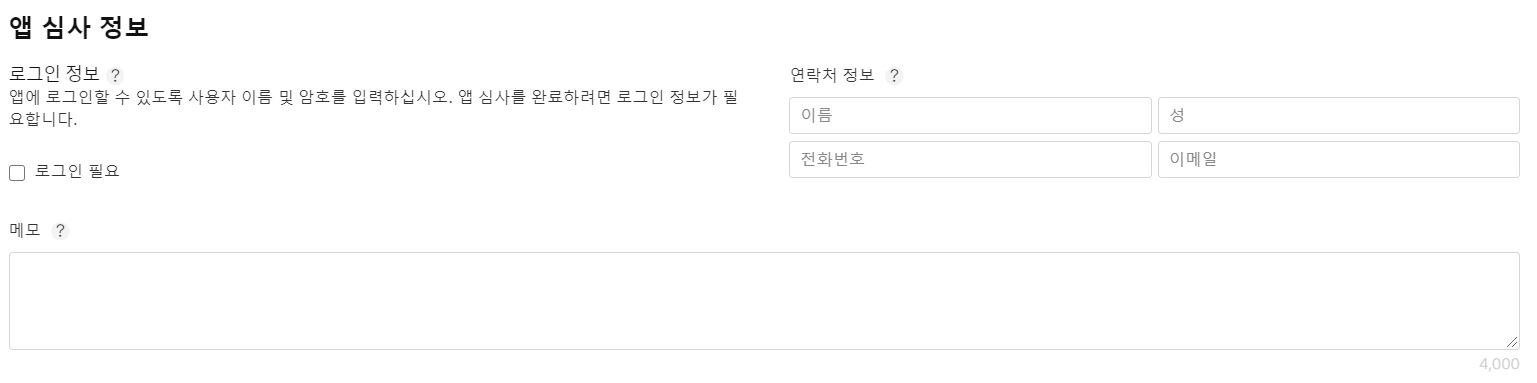 앱 심사 정보
로그인 정보 ?
앱에 로그인할 수 있도록 사용자 이름 및 암호를 입력하십시오. 앱 심사를 완료하려면 로그인 정보가 필
요합니다.
로그인 필요
연락처 정보 ?
이름
성
전화번호
이메일
메모 ?
4,000